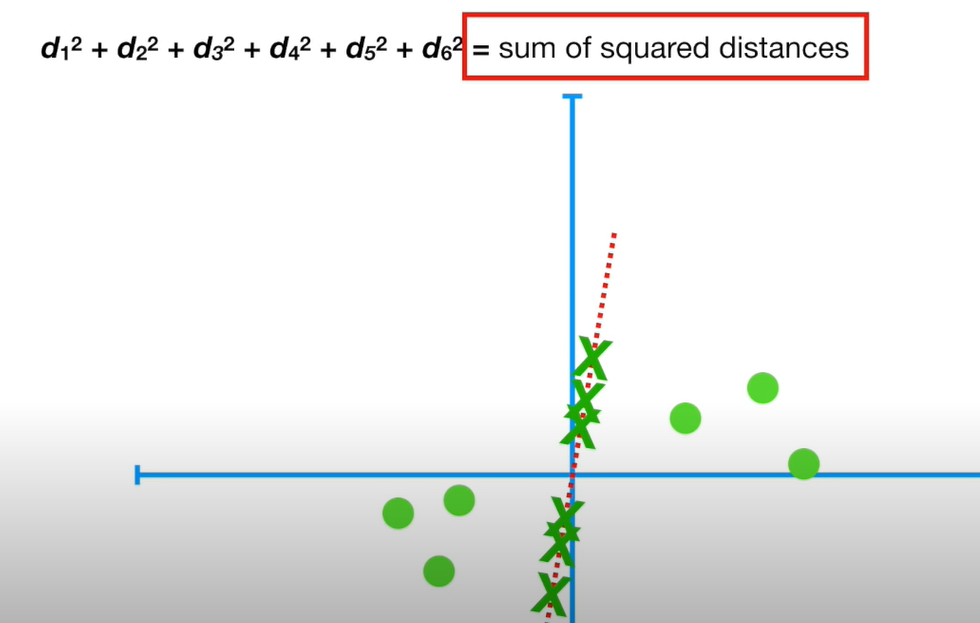 d₁² + d₂² + d₃² + d₄² + d₅² + d₆² = sum of squared distances
X
X
X
X
X
X